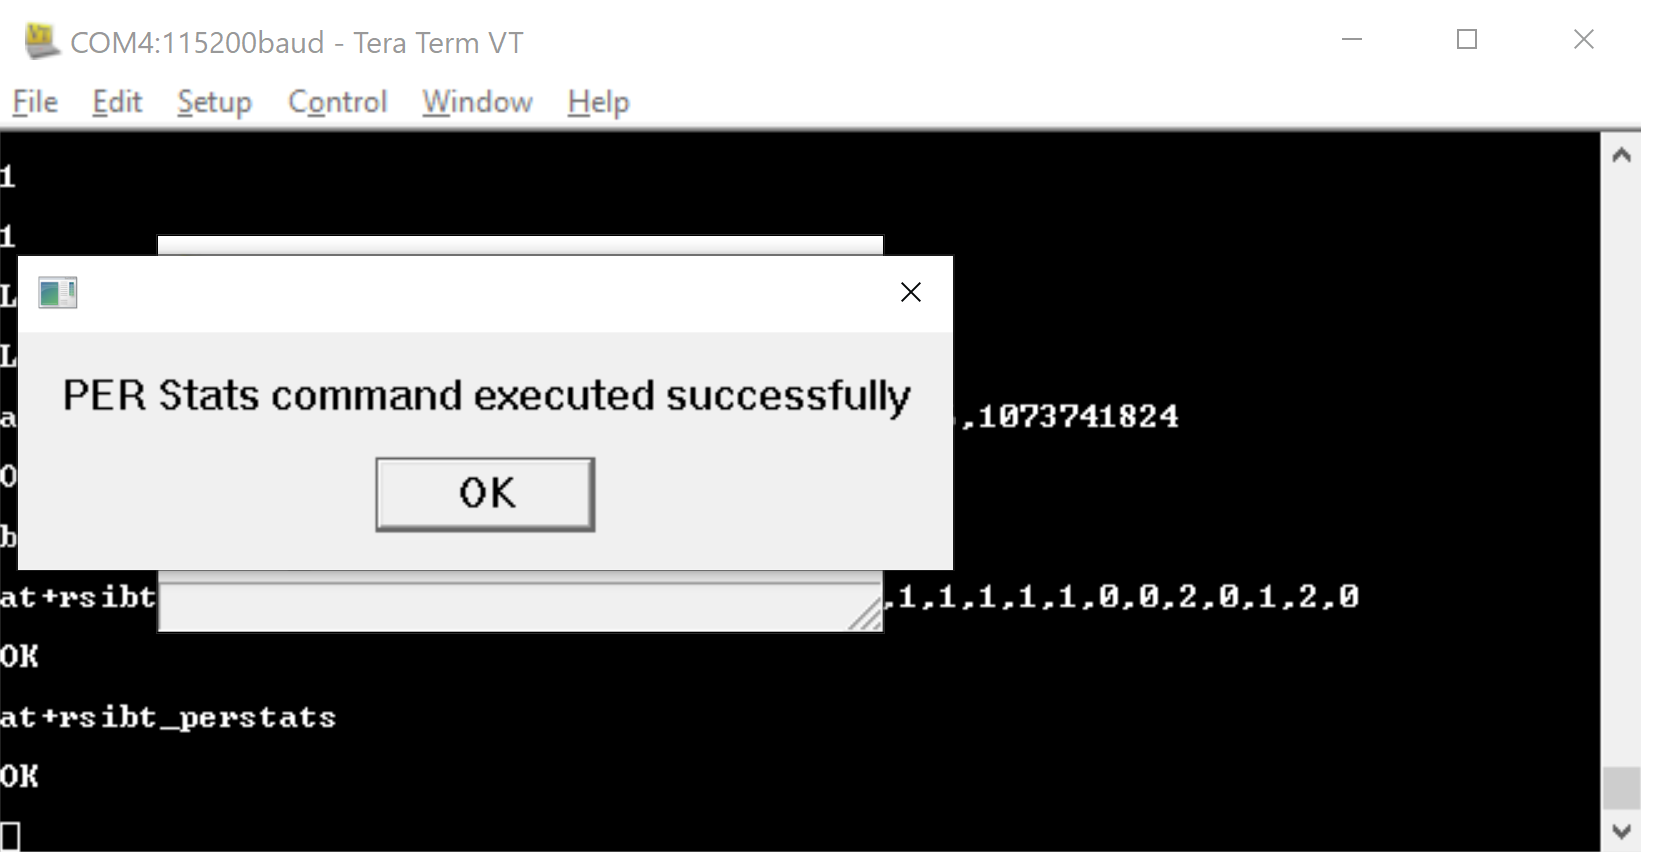 COM4:115200baud - Tera Term VT
File Edit Setup Control Window Help
1
1
L
L
PER Stats command executed successfully
a ,1073741824
O
OK
b
at+rsibt ,1,1,1,1,1,0,0,2,0,1,2,0
OK
at+rsibt_perstats
OK